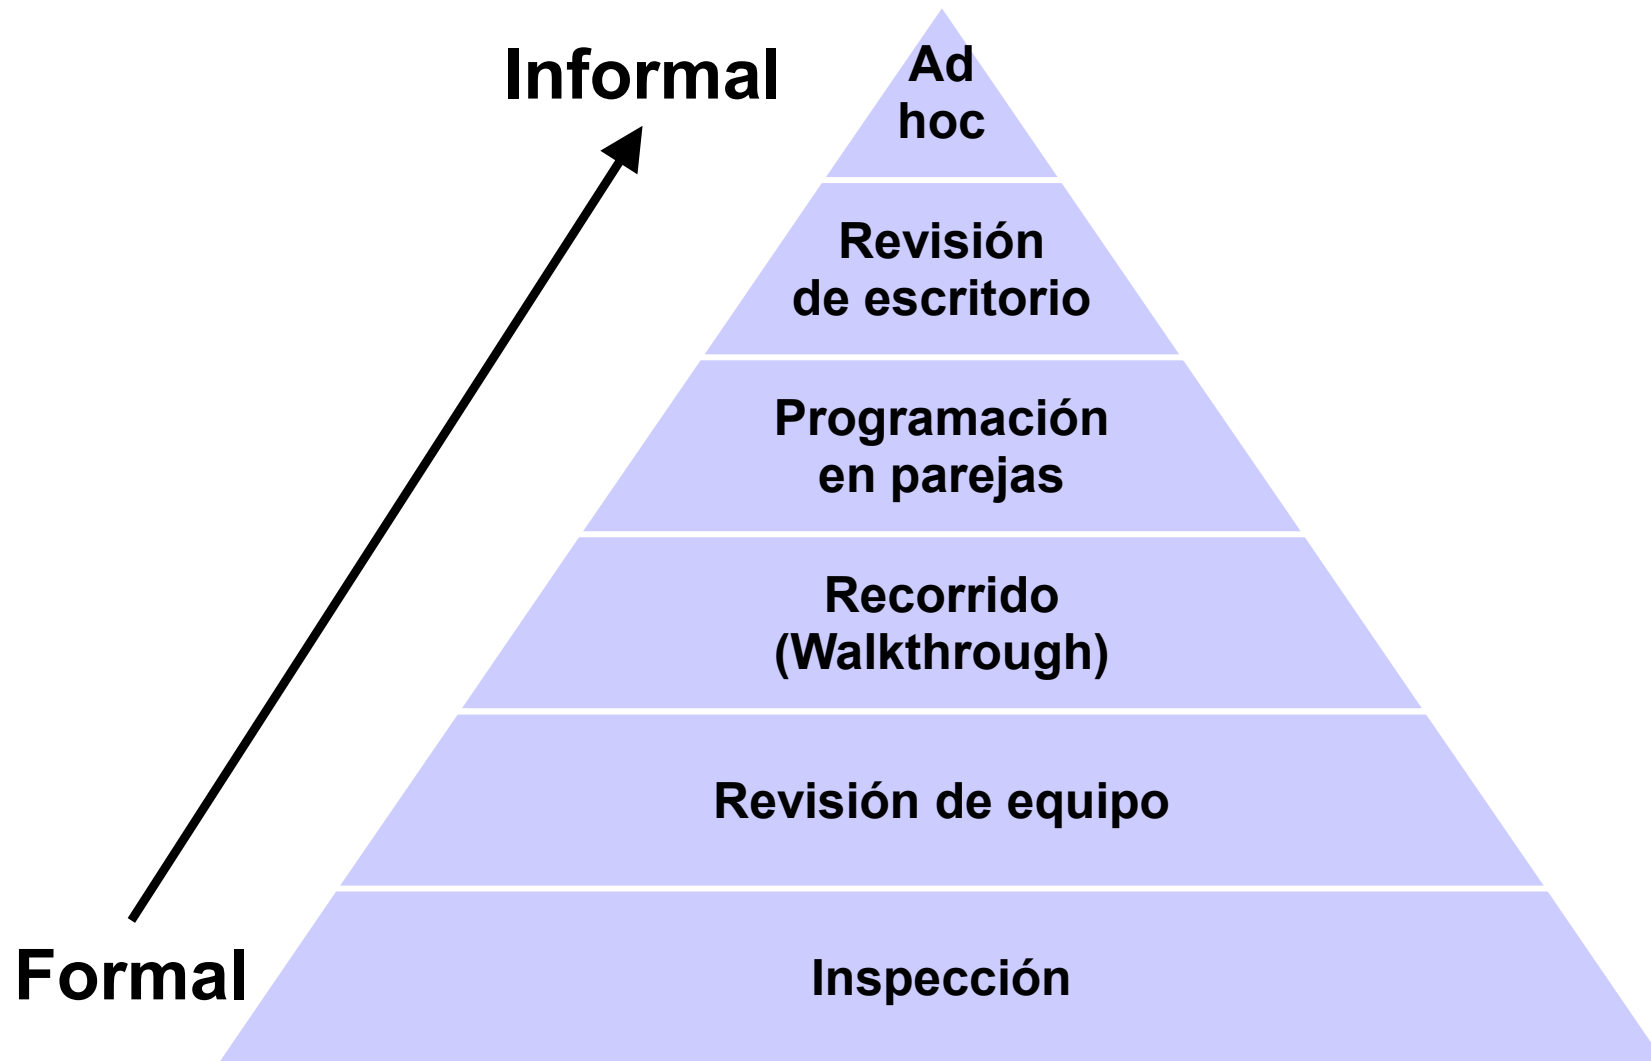 Informal
Ad
hoc
Revisión
de escritorio
Programación
en parejas
Recorrido
(Walkthrough)
Revisión de equipo
Formal
Inspección